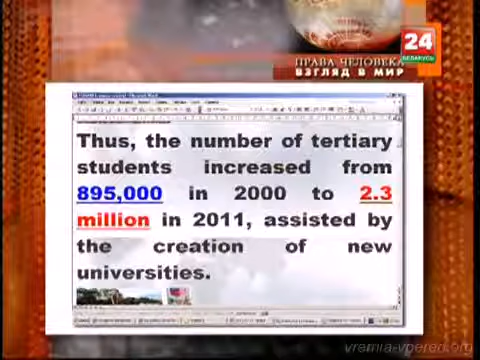 24
БЕЛАРУСЬ
ПРАВА ЧЕЛОВЕКА
ВЗГЛЯД В МИР
Thus, the number of tertiary
students increased from
895,000 in 2000 to 2.3
million in 2011, assisted by
the creation of new
universities.
vremia-vpered.org